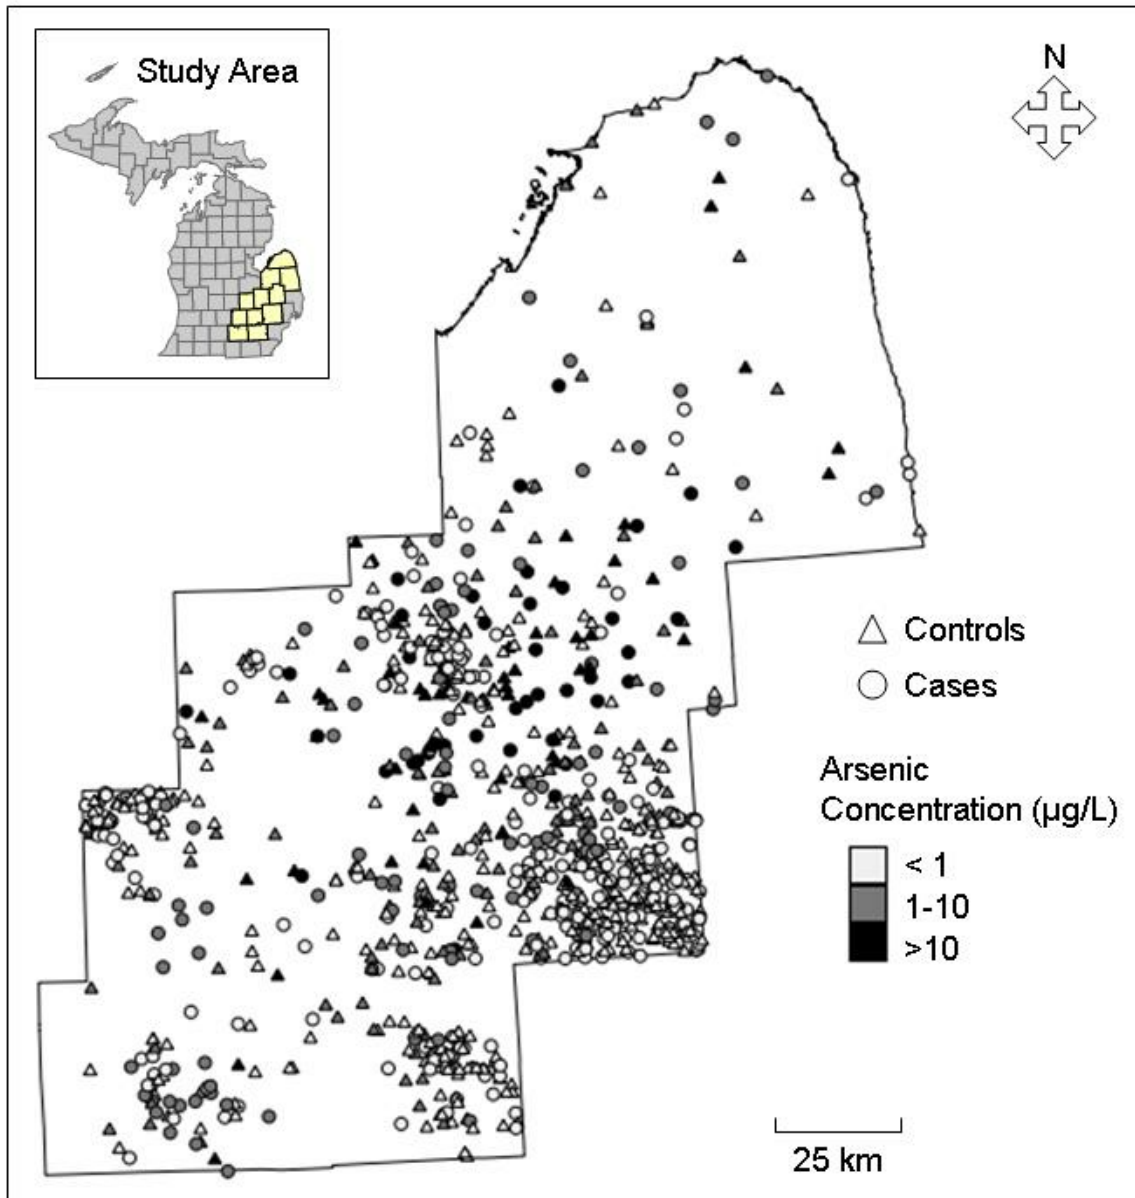 Study Area
N
Controls
Cases
Arsenic
Concentration (µg/L)
< 1
1-10
>10
25 km